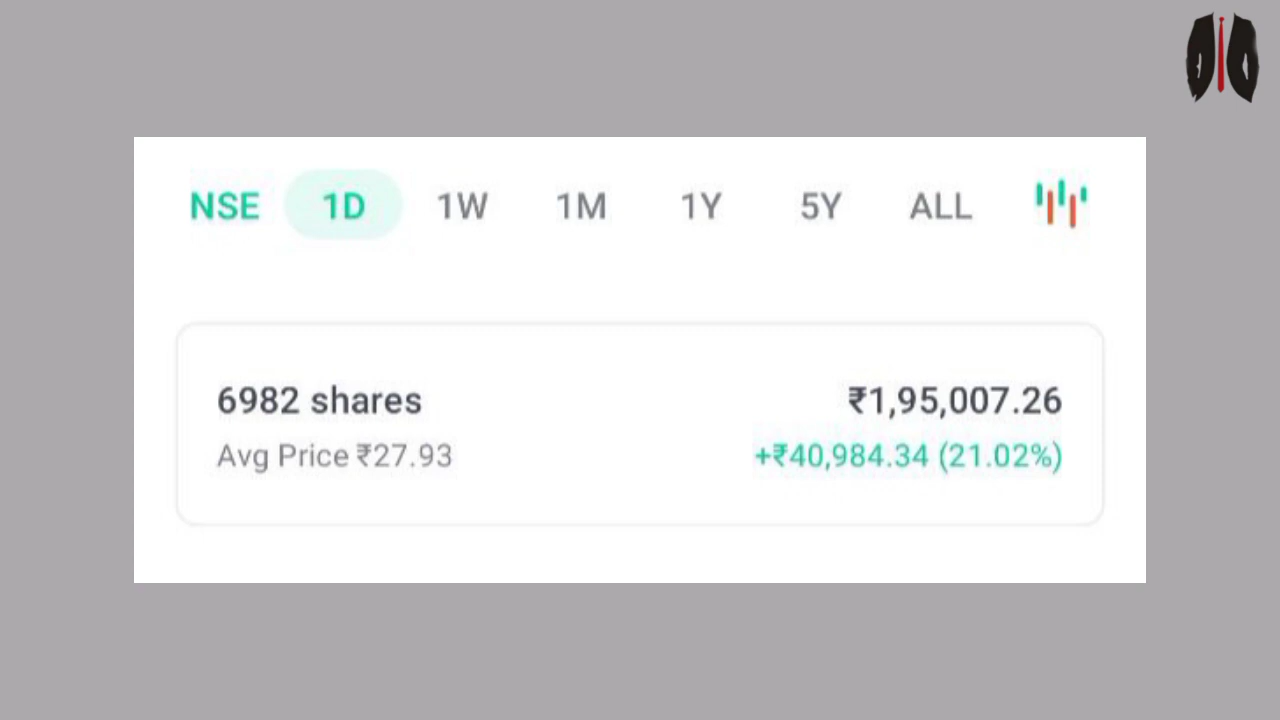 NSE 1D 1W 1M 1Y 5Y ALL
6982 shares ₹1,95,007.26
Avg Price ₹27.93 +₹40,984.34 (21.02%)